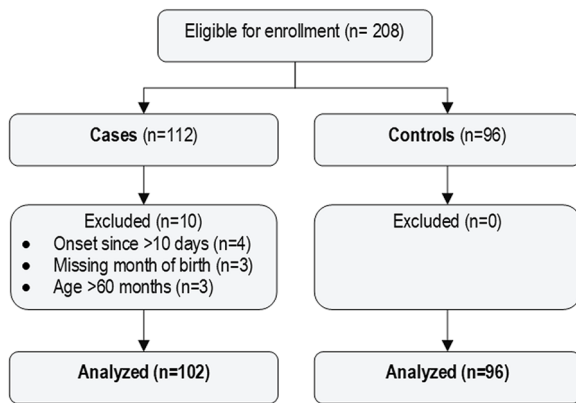 Eligible for enrollment (n= 208)
Cases (n=112)
Controls (n=96)
Excluded (n=10)
• Onset since >10 days (n=4)
• Missing month of birth (n=3)
• Age >60 months (n=3)
Excluded (n=0)
Analyzed (n=102)
Analyzed (n=96)